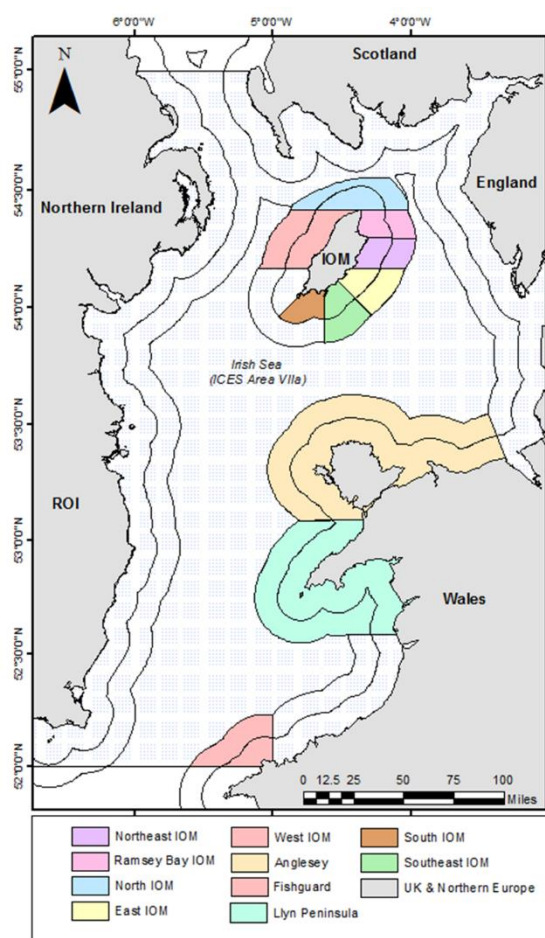 6°0'0"W
5°0'0"W
4°0'0"W
N
Scotland
55°0'0"N
54°30'0"N
England
Northern Ireland
IOM
54°0'0"N
Irish Sea
(ICES Area VIIa)
53°30'0"N
ROI
53°0'0"N
Wales
52°30'0"N
52°0'0"N
0 12.5 25 50 75 100
Miles
Northeast IOM
West IOM
South IOM
Ramsey Bay IOM
Anglesey
Southeast IOM
North IOM
Fishguard
UK & Northern Europe
East IOM
Llyn Peninsula